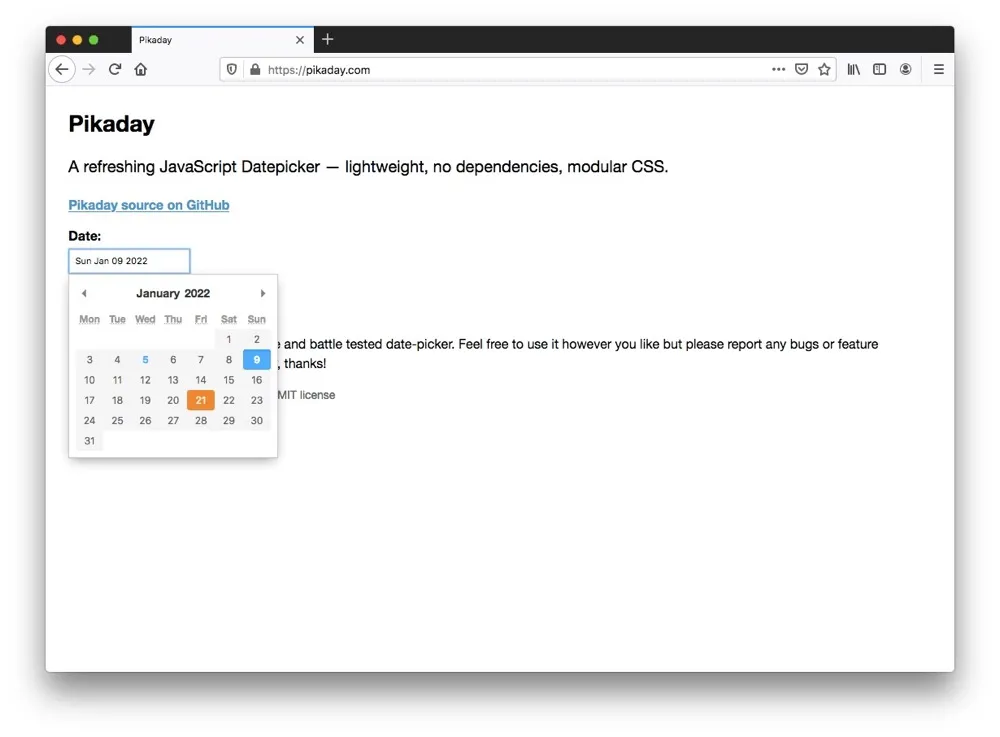 Pikaday
https://pikaday.com
Pikaday
A refreshing JavaScript Datepicker — lightweight, no dependencies, modular CSS.
Pikaday source on GitHub
Date:
Sun Jan 09 2022
January 2022
Mon Tue Wed Thu Fri Sat Sun
1 2
and battle tested date-picker. Feel free to use it however you like but please report any bugs or feature
3 4 5 6 7 8 9
thanks!
10 11 12 13 14 15 16
MIT license
17 18 19 20 21 22 23
24 25 26 27 28 29 30
31